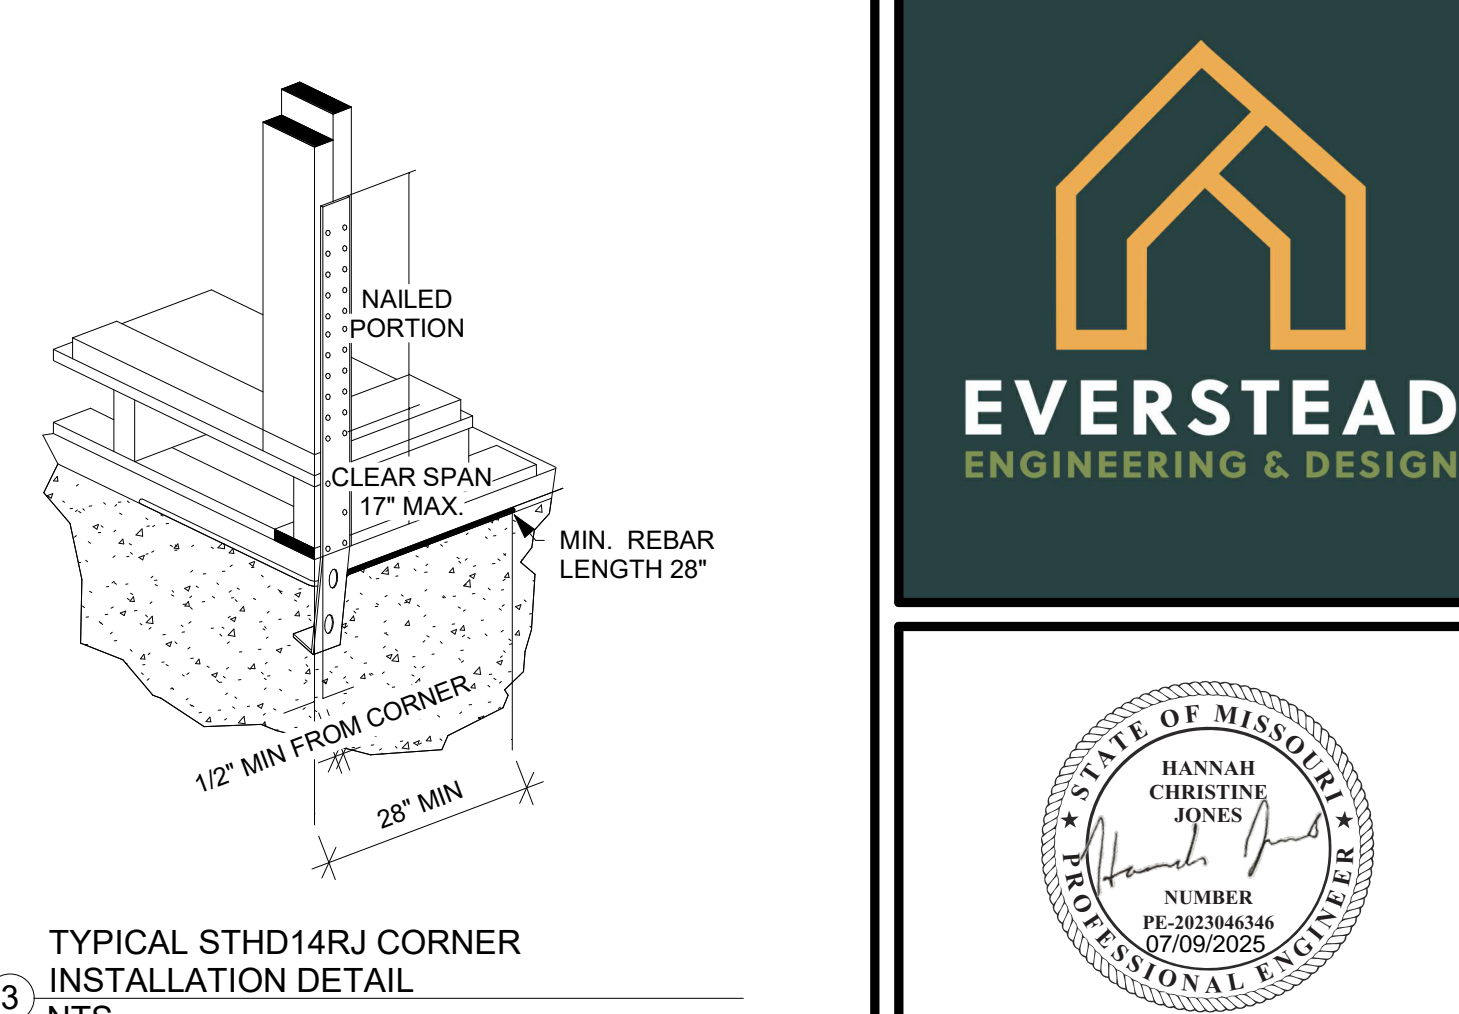 NAILED
PORTION
CLEAR SPAN
17" MAX.
MIN. REBAR
LENGTH 28"
1/2" MIN FROM CORNER
28" MIN
3
TYPICAL STHD14RJ CORNER
INSTALLATION DETAIL
NTS
EVERSTEAD
ENGINEERING & DESIGN
STATE OF MISSOURI
HANNAH
CHRISTINE
JONES
NUMBER
PE-2023046346
07/09/2025
PROFESSIONAL ENGINEER